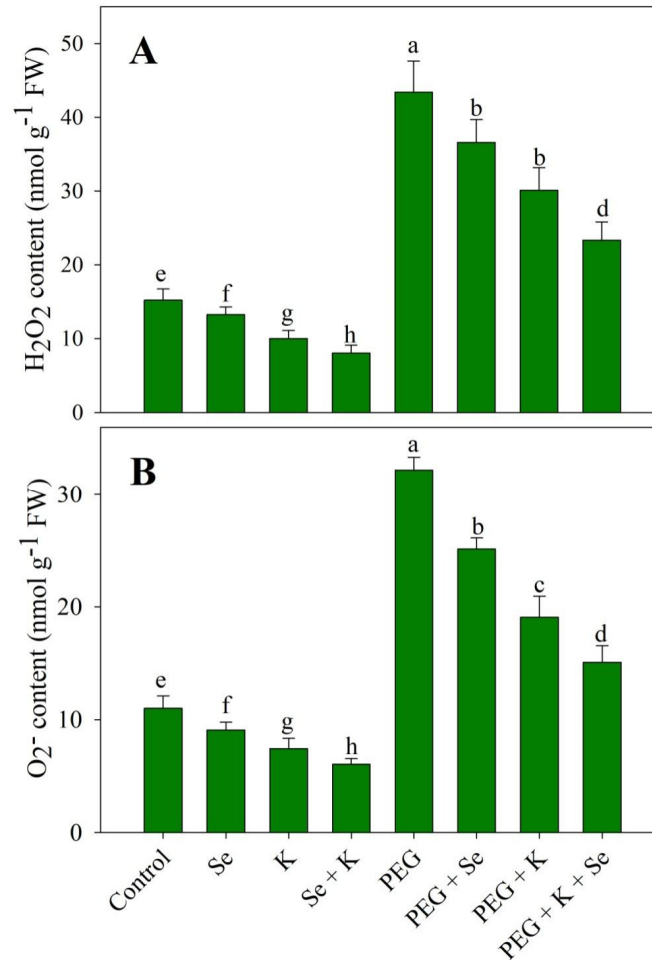 A
H₂O₂ content (nmol g⁻¹ FW)
50
40
30
20
10
0
a
b
b
d
e
f
g
h
B
O₂⁻ content (nmol g⁻¹ FW)
30
20
10
0
a
b
c
d
e
f
g
h
Control
Se
K
Se + K
PEG
PEG + Se
PEG + K
PEG + K + Se